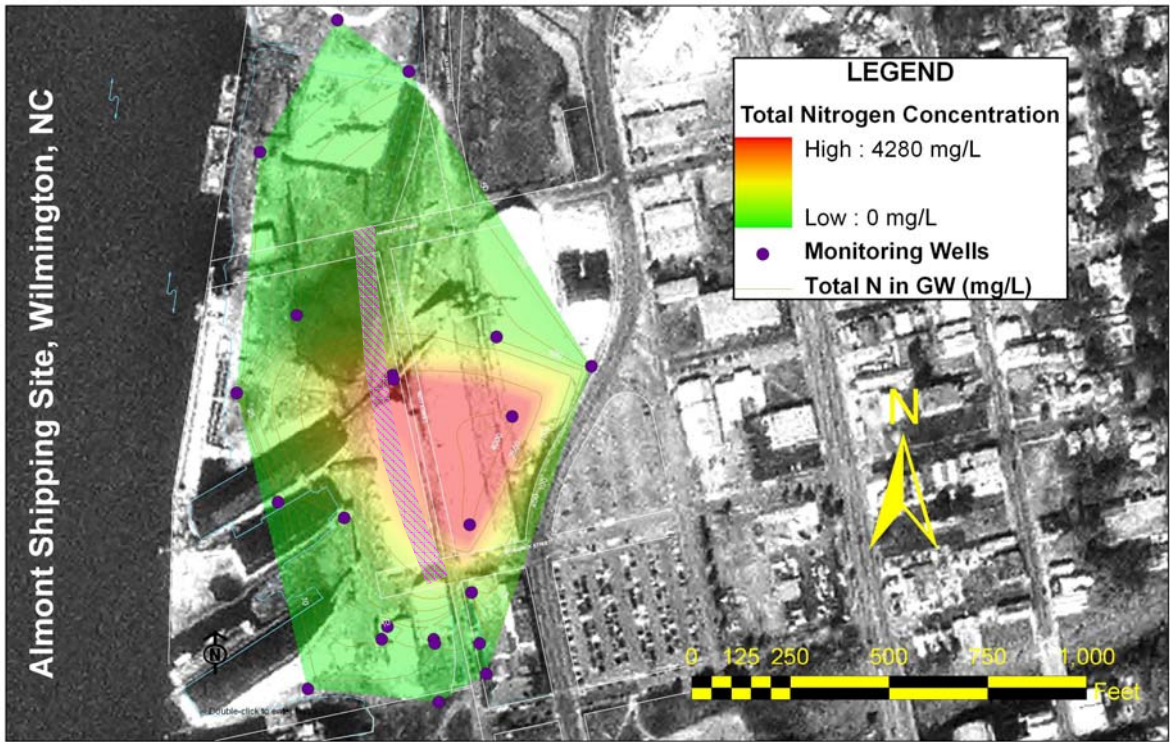 Almont Shipping Site, Wilmington, NC
LEGEND
Total Nitrogen Concentration
High : 4280 mg/L
Low : 0 mg/L
Monitoring Wells
Total N in GW (mg/L)
N
N
0 125 250 500 750 1,000
Feet